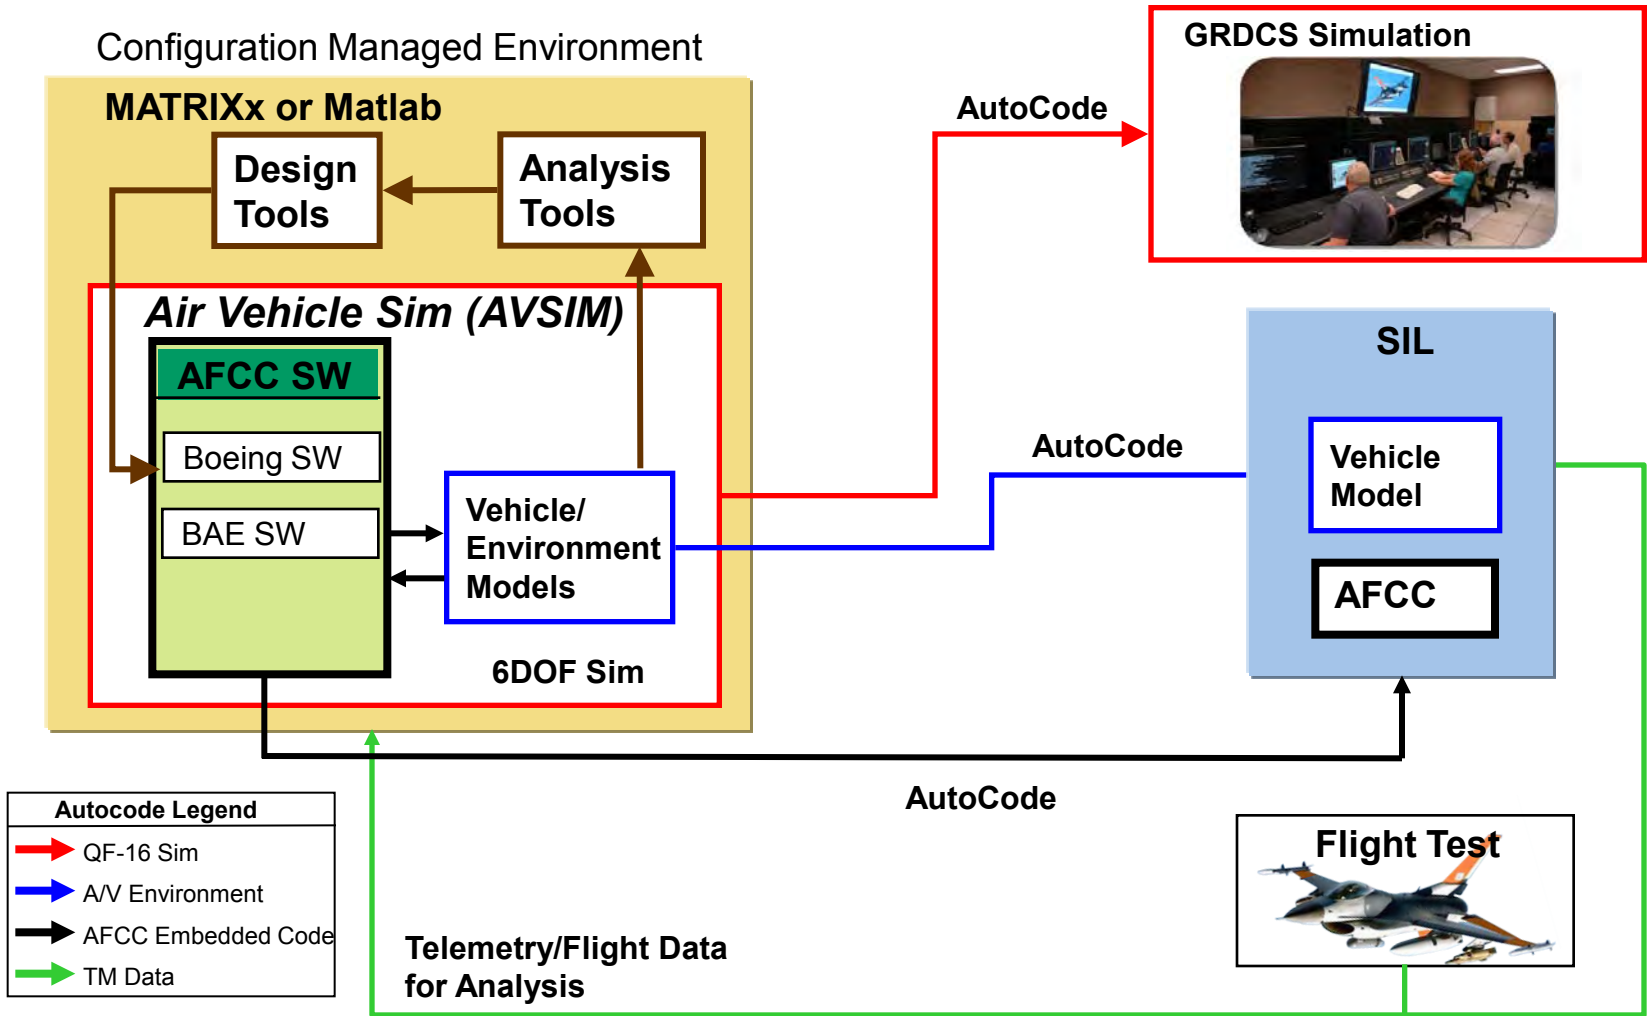 Configuration Managed Environment
MATRIXx or Matlab
Design
Tools
Analysis
Tools
Air Vehicle Sim (AVSIM)
AFCC SW
Boeing SW
BAE SW
Vehicle/
Environment
Models
6DOF Sim
AutoCode
GRDCS Simulation
AutoCode
SIL
Vehicle
Model
AFCC
AutoCode
Flight Test
Autocode Legend
QF-16 Sim
A/V Environment
AFCC Embedded Code
TM Data
Telemetry/Flight Data
for Analysis